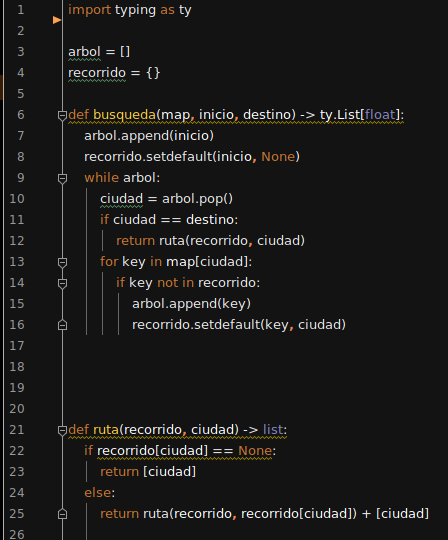 1 import typing as ty
2
3 arbol = []
4 recorrido = {}
5
6 def busqueda(map, inicio, destino) -> ty.List[float]:
7     arbol.append(inicio)
8     recorrido.setdefault(inicio, None)
9     while arbol:
10         ciudad = arbol.pop()
11         if ciudad == destino:
12             return ruta(recorrido, ciudad)
13         for key in map[ciudad]:
14             if key not in recorrido:
15                 arbol.append(key)
16                 recorrido.setdefault(key, ciudad)
17
18
19
20
21 def ruta(recorrido, ciudad) -> list:
22     if recorrido[ciudad] == None:
23         return [ciudad]
24     else:
25         return ruta(recorrido, recorrido[ciudad]) + [ciudad]
26